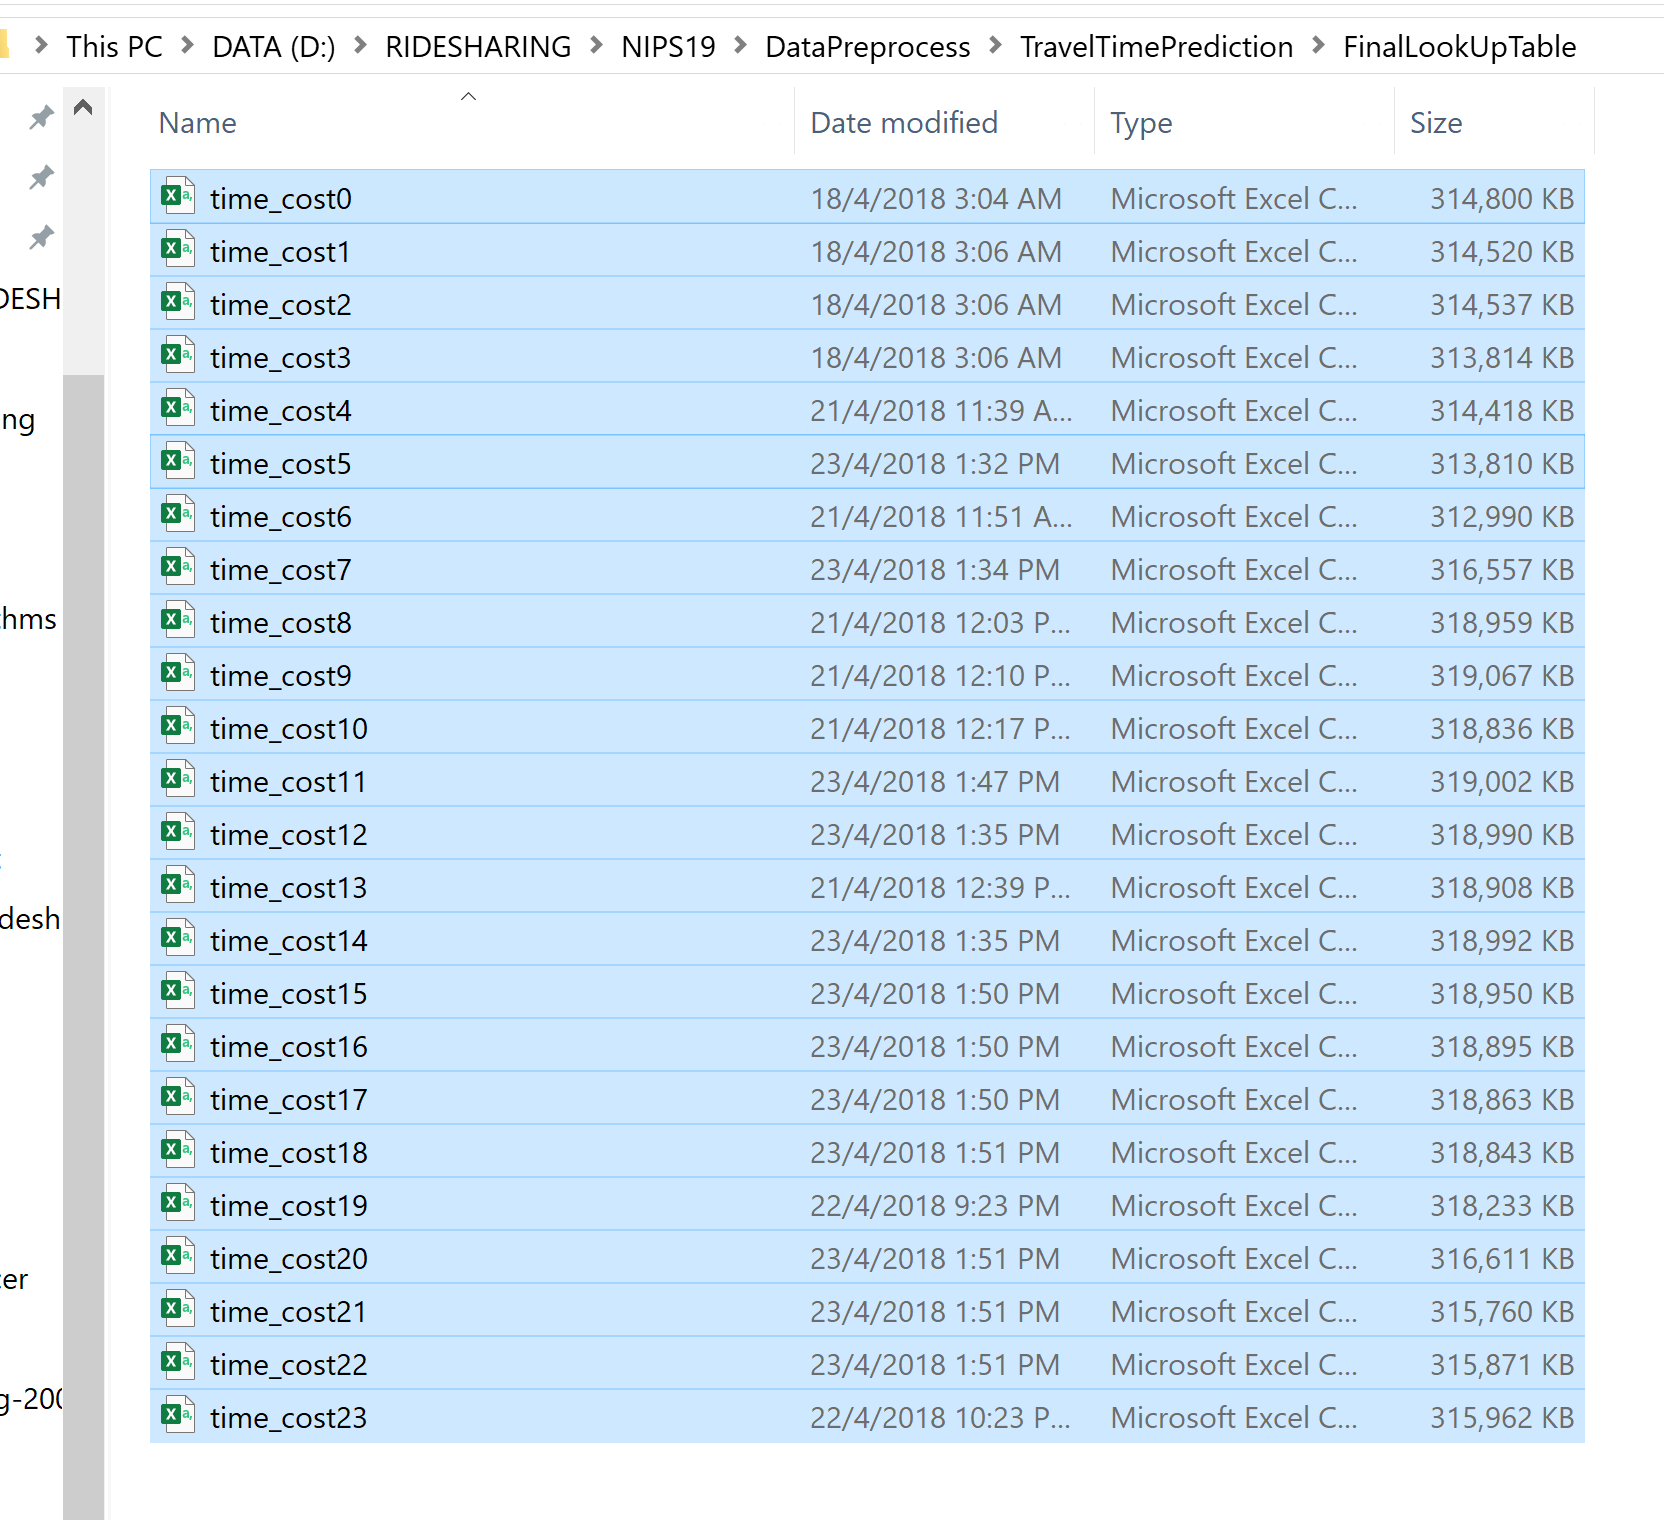 This PC > DATA (D:) > RIDESHARING > NIPS19 > DataPreprocess > TravelTimePrediction > FinalLookUpTable
Name Date modified Type Size
time_cost0 18/4/2018 3:04 AM Microsoft Excel C... 314,800 KB
time_cost1 18/4/2018 3:06 AM Microsoft Excel C... 314,520 KB
time_cost2 18/4/2018 3:06 AM Microsoft Excel C... 314,537 KB
time_cost3 18/4/2018 3:06 AM Microsoft Excel C... 313,814 KB
time_cost4 21/4/2018 11:39 A... Microsoft Excel C... 314,418 KB
time_cost5 23/4/2018 1:32 PM Microsoft Excel C... 313,810 KB
time_cost6 21/4/2018 11:51 A... Microsoft Excel C... 312,990 KB
time_cost7 23/4/2018 1:34 PM Microsoft Excel C... 316,557 KB
time_cost8 21/4/2018 12:03 P... Microsoft Excel C... 318,959 KB
time_cost9 21/4/2018 12:10 P... Microsoft Excel C... 319,067 KB
time_cost10 21/4/2018 12:17 P... Microsoft Excel C... 318,836 KB
time_cost11 23/4/2018 1:47 PM Microsoft Excel C... 319,002 KB
time_cost12 23/4/2018 1:35 PM Microsoft Excel C... 318,990 KB
time_cost13 21/4/2018 12:39 P... Microsoft Excel C... 318,908 KB
time_cost14 23/4/2018 1:35 PM Microsoft Excel C... 318,992 KB
time_cost15 23/4/2018 1:50 PM Microsoft Excel C... 318,950 KB
time_cost16 23/4/2018 1:50 PM Microsoft Excel C... 318,895 KB
time_cost17 23/4/2018 1:50 PM Microsoft Excel C... 318,863 KB
time_cost18 23/4/2018 1:51 PM Microsoft Excel C... 318,843 KB
time_cost19 22/4/2018 9:23 PM Microsoft Excel C... 318,233 KB
time_cost20 23/4/2018 1:51 PM Microsoft Excel C... 316,611 KB
time_cost21 23/4/2018 1:51 PM Microsoft Excel C... 315,760 KB
time_cost22 23/4/2018 1:51 PM Microsoft Excel C... 315,871 KB
time_cost23 22/4/2018 10:23 P... Microsoft Excel C... 315,962 KB
DESH
ng
hms
desh
er
g-200